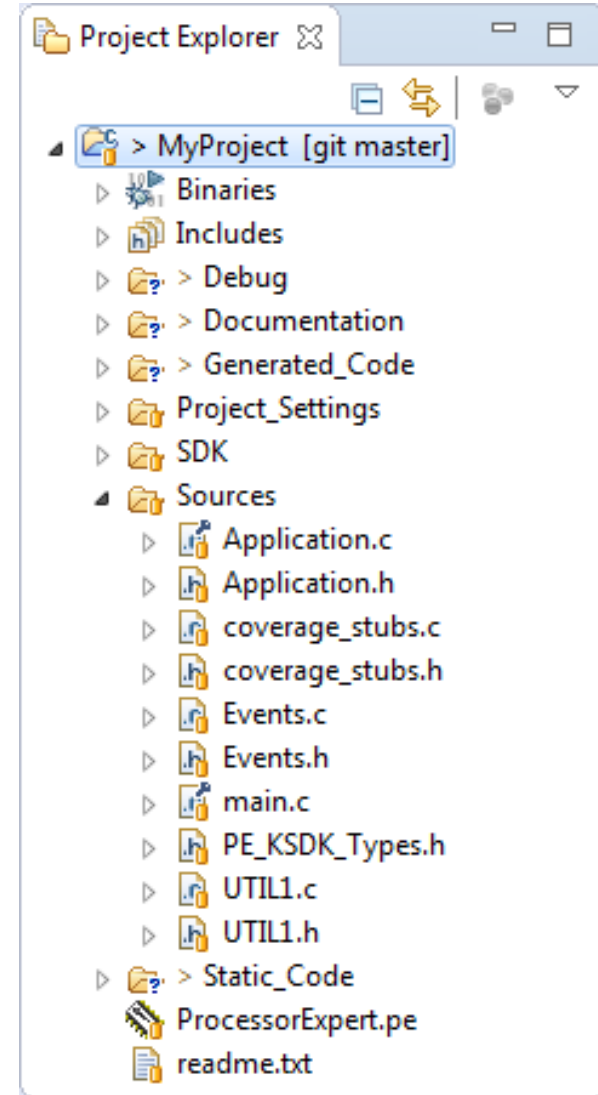 Project Explorer
> MyProject [git master]
Binaries
Includes
> Debug
> Documentation
> Generated_Code
Project_Settings
SDK
Sources
.c Application.c
.h Application.h
.c coverage_stubs.c
.h coverage_stubs.h
.c Events.c
.h Events.h
.c main.c
.h PE_KSDK_Types.h
.c UTIL1.c
.h UTIL1.h
> Static_Code
ProcessorExpert.pe
readme.txt